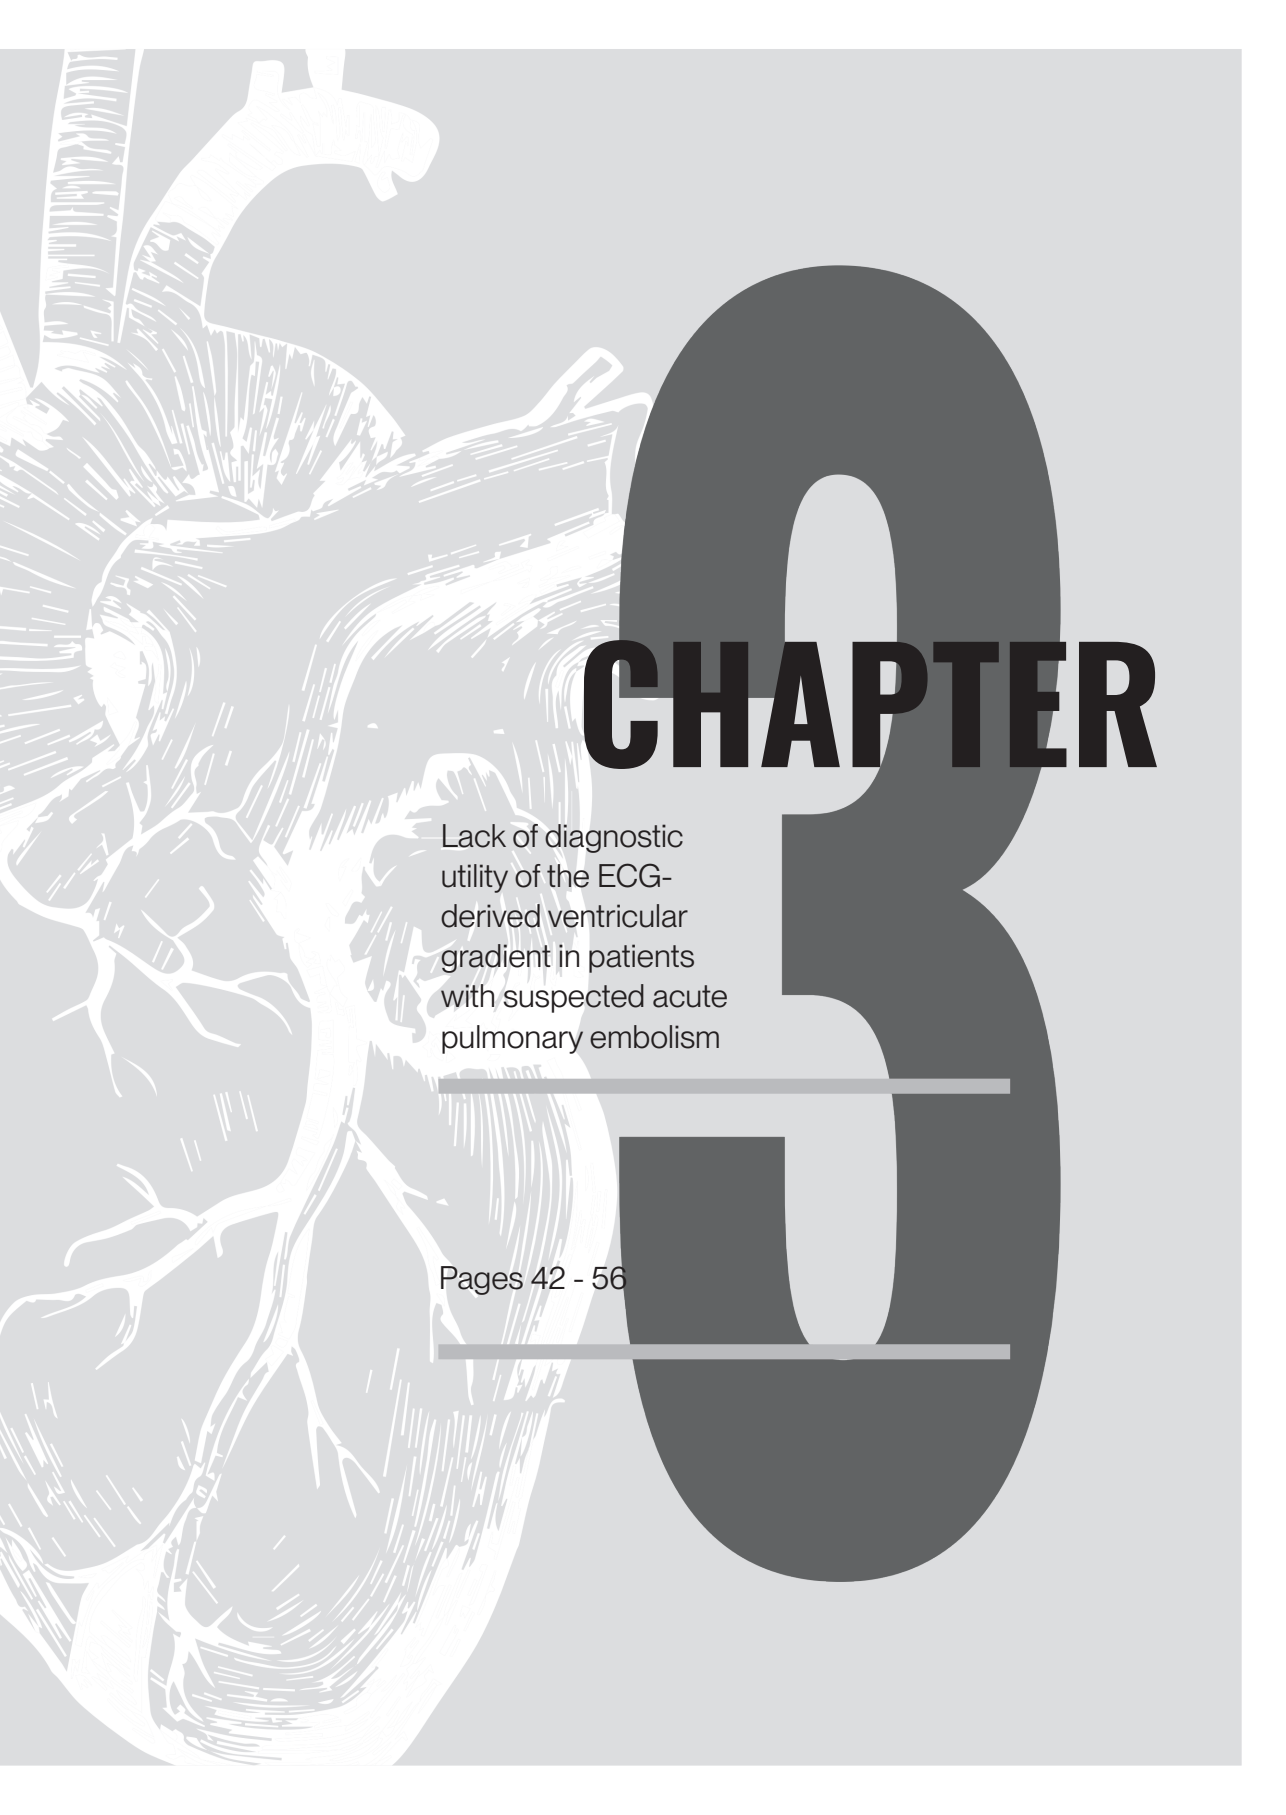 3
CHAPTER
Lack of diagnostic
utility of the ECG-
derived ventricular
gradient in patients
with suspected acute
pulmonary embolism
Pages 42 - 56